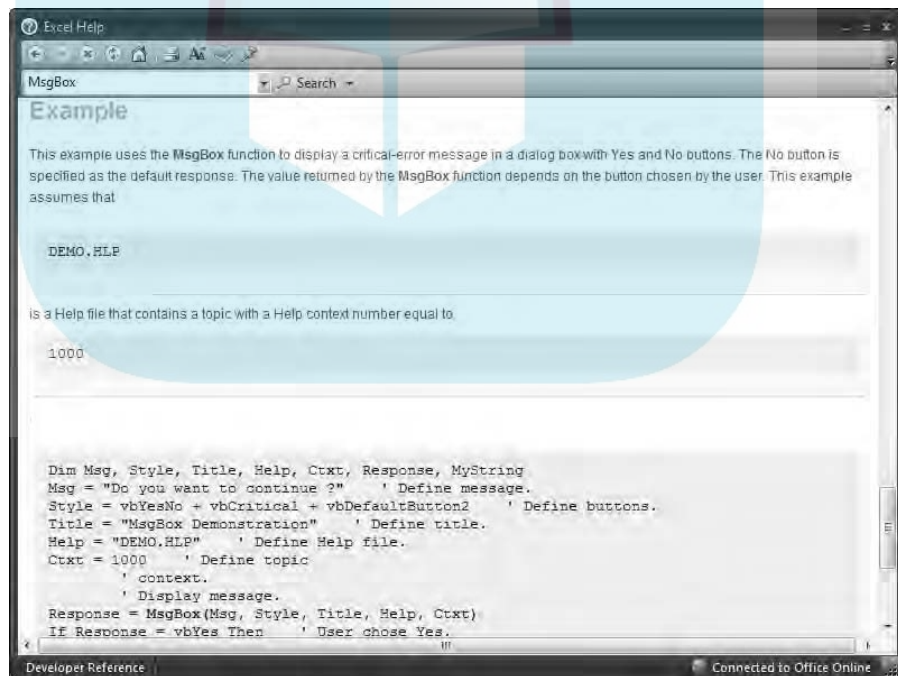 Excel Help
MsgBox
Search
Example
This example uses the MsgBox function to display a critical-error message in a dialog box with Yes and No buttons. The No button is
specified as the default response. The value returned by the MsgBox function depends on the button chosen by the user. This example
assumes that
DEMO.HLP
is a Help file that contains a topic with a Help context number equal to
1000
Dim Msg, Style, Title, Help, Ctxt, Response, MyString
Msg = "Do you want to continue ?"    ' Define message.
Style = vbYesNo + vbCritical + vbDefaultButton2    ' Define buttons.
Title = "MsgBox Demonstration"    ' Define title.
Help = "DEMO.HLP"    ' Define Help file.
Ctxt = 1000    ' Define topic
' context.
' Display message.
Response = MsgBox(Msg, Style, Title, Help, Ctxt)
If Response = vbYes Then    ' User chose Yes.
Developer Reference
Connected to Office Online